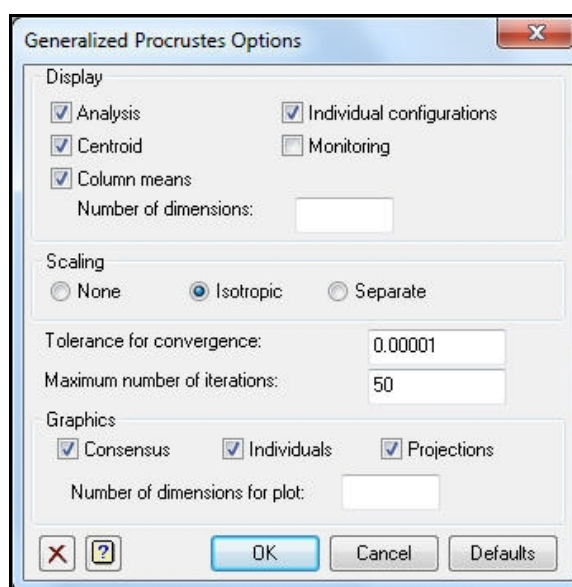 Generalized Procrustes Options
Display
Analysis
Individual configurations
Centroid
Monitoring
Column means
Number of dimensions:
Scaling
None
Isotropic
Separate
Tolerance for convergence:
0.00001
Maximum number of iterations:
50
Graphics
Consensus
Individuals
Projections
Number of dimensions for plot:
OK
Cancel
Defaults